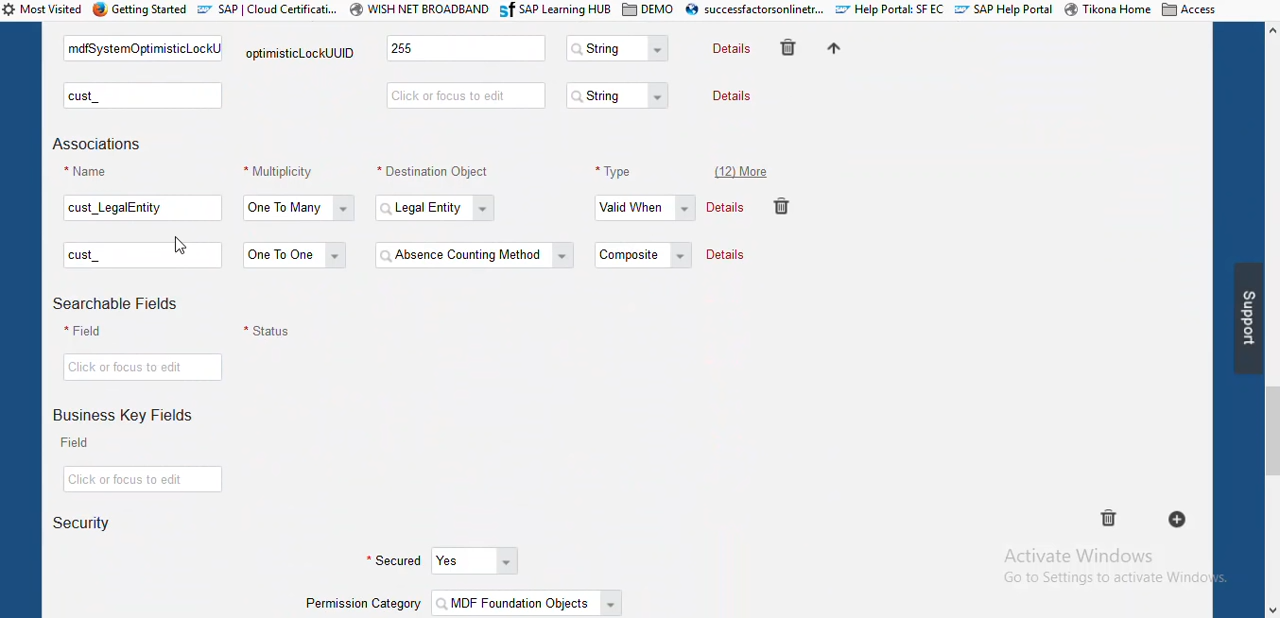 Most Visited Getting Started SAP | Cloud Certificati... WISH NET BROADBAND SAP Learning HUB DEMO successfactorsonlinetr... Help Portal: SF EC SAP Help Portal Tikona Home Access
mdfSystemOptimisticLockU optimisticLockUUID 255 String Details
cust_ Click or focus to edit String Details
Associations
* Name * Multiplicity * Destination Object * Type (12) More
cust_LegalEntity One To Many Legal Entity Valid When Details
cust_ One To One Absence Counting Method Composite Details
Searchable Fields
* Field * Status
Click or focus to edit
Business Key Fields
Field
Click or focus to edit
Security
* Secured Yes
Permission Category MDF Foundation Objects
Support
Activate Windows
Go to Settings to activate Windows.